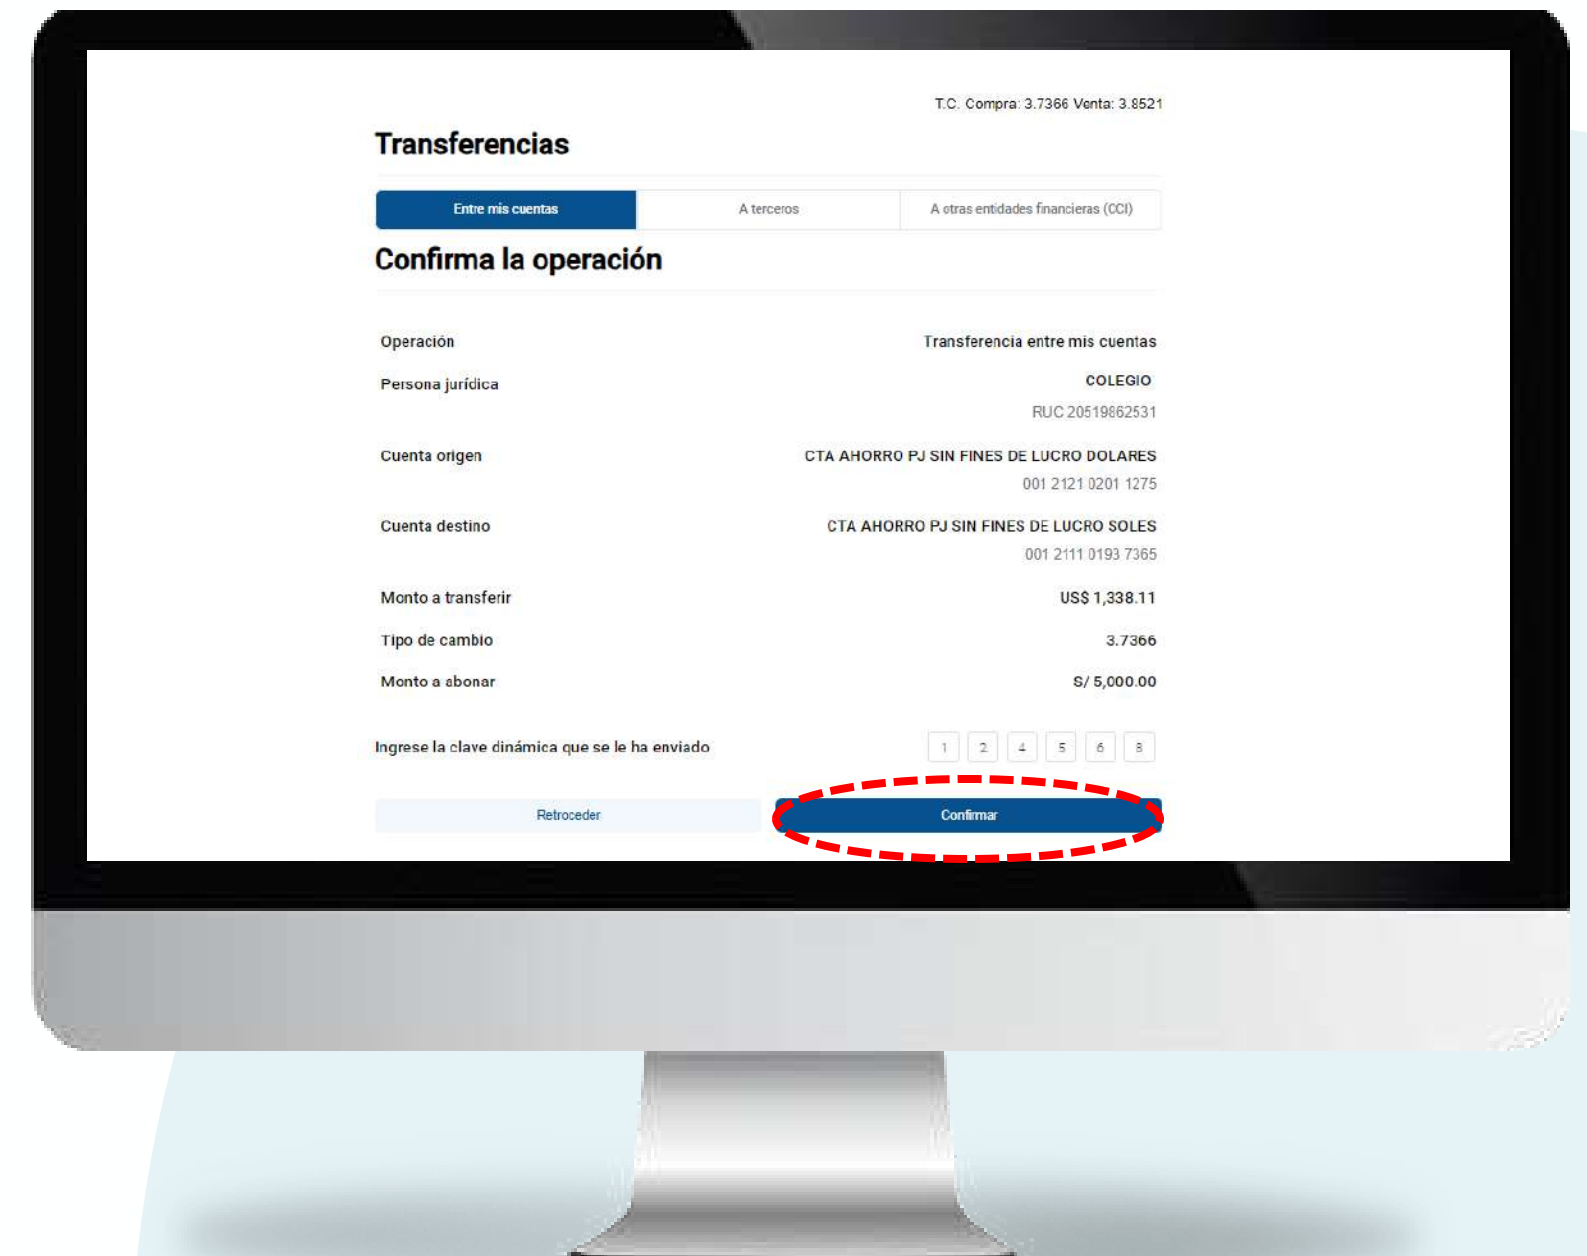 T.C. Compra: 3.7366 Venta: 3.8521
Transferencias
Entre mis cuentas
A terceros
A otras entidades financieras (CCI)
Confirma la operación
Operación
Transferencia entre mis cuentas
Persona jurídica
COLEGIO
RUC 20519862531
Cuenta origen
CTA AHORRO PJ SIN FINES DE LUCRO DOLARES
001 2121 0201 1275
Cuenta destino
CTA AHORRO PJ SIN FINES DE LUCRO SOLES
001 2111 0193 7365
Monto a transferir
US$ 1,338.11
Tipo de cambio
3.7366
Monto a abonar
S/ 5,000.00
Ingrese la clave dinámica que se le ha enviado
1 2 4 5 6 8
Retroceder
Confirmar